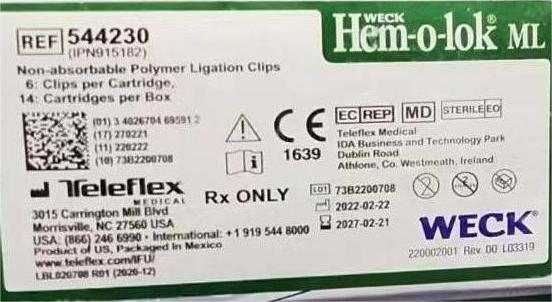 REF 544230
(IPN915182)
WECK
Hem-o-lok® ML
Non-absorbable Polymer Ligation Clips
6: Clips per Cartridge,
14: Cartridges per Box
(01) 3 4026704 69591 2
(17) 270221
(11) 220222
(10) 73B2200708
CE
1639
EC REP MD STERILE EO
Teleflex Medical
IDA Business and Technology Park
Dublin Road
Athlone, Co. Westmeath, Ireland
Teleflex
MEDICAL
Rx ONLY
LOT 73B2200708
2022-02-22
2027-02-21
3015 Carrington Mill Blvd
Morrisville, NC 27560 USA
USA: (866) 246 6990 • International: +1 919 544 8000
Product of US, Packaged in Mexico
www.teleflex.com/IFU/
LBL020708 R01 (2020-12)
WECK®
220002001 Rev. 00 L03319